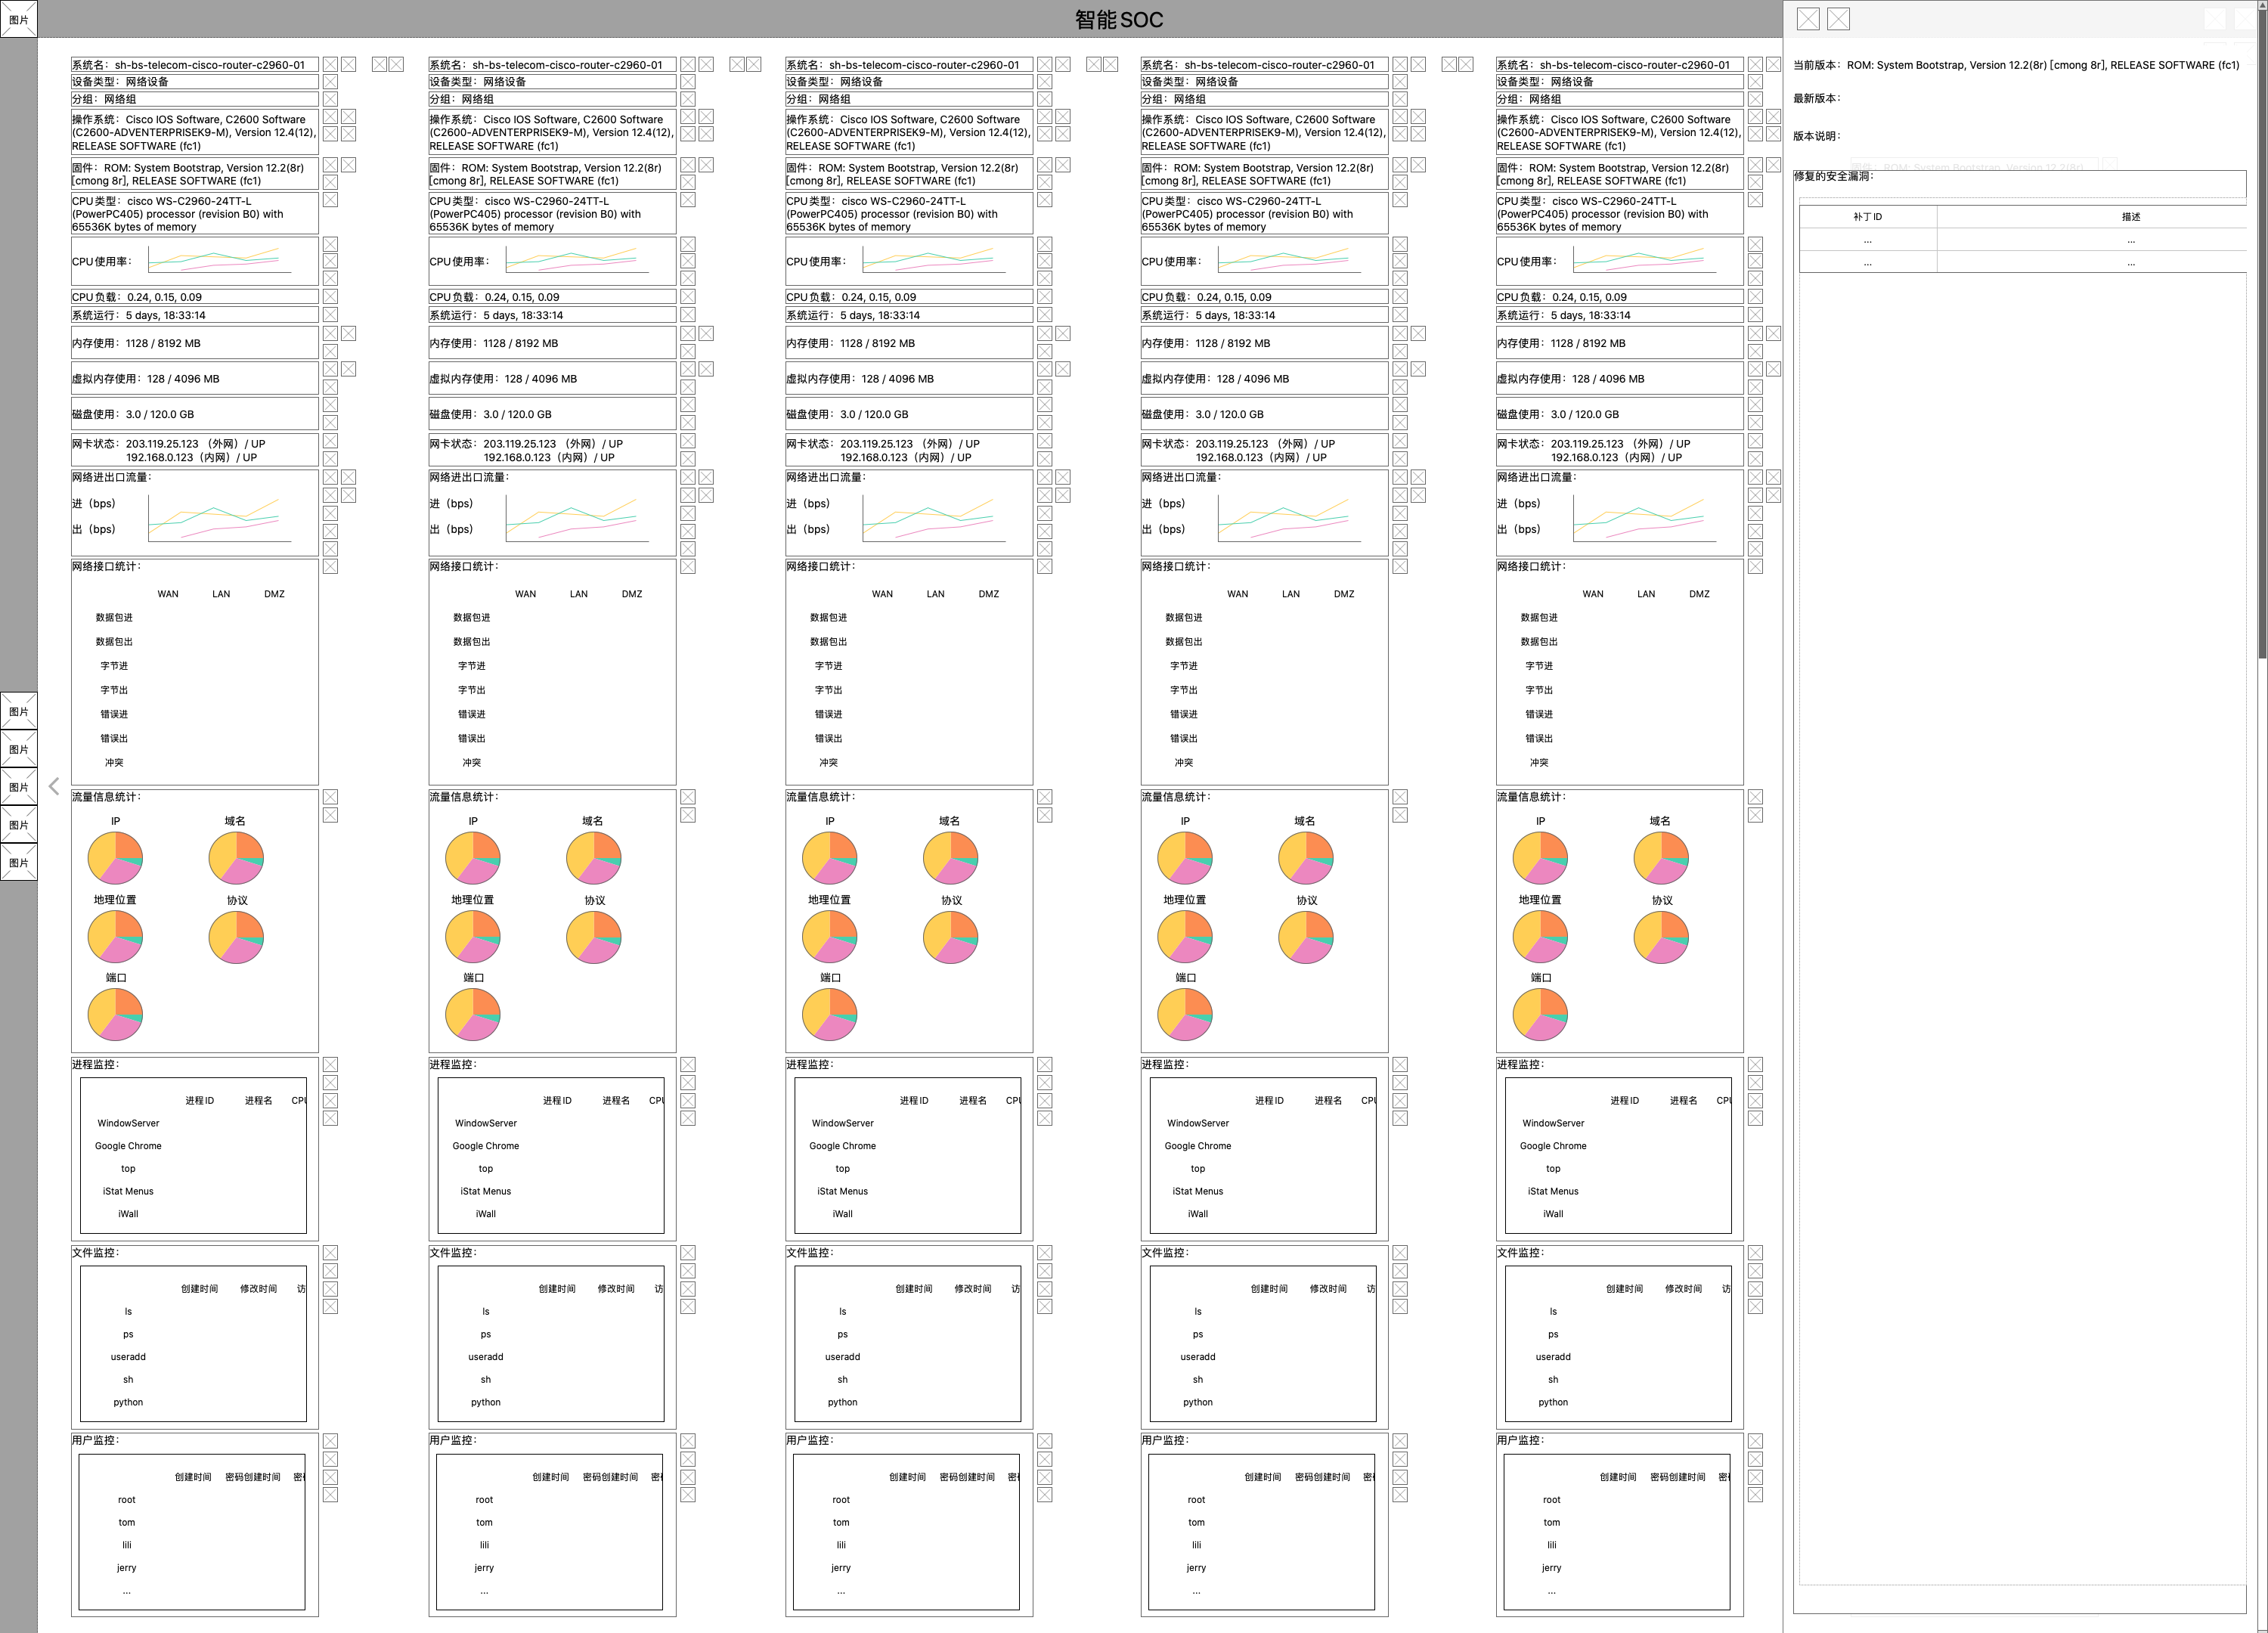 图片
智能SOC
图片
图片
图片
图片
图片
系统名：sh-bs-telecom-cisco-router-c2960-01
设备类型：网络设备
分组：网络组
操作系统：Cisco IOS Software, C2600 Software
(C2600-ADVENTERPRISEK9-M), Version 12.4(12),
RELEASE SOFTWARE (fc1)
固件：ROM: System Bootstrap, Version 12.2(8r)
[cmong 8r], RELEASE SOFTWARE (fc1)
CPU类型：cisco WS-C2960-24TT-L
(PowerPC405) processor (revision B0) with
65536K bytes of memory
CPU使用率：
CPU负载：0.24, 0.15, 0.09
系统运行：5 days, 18:33:14
内存使用：1128 / 8192 MB
虚拟内存使用：128 / 4096 MB
磁盘使用：3.0 / 120.0 GB
网卡状态：203.119.25.123 （外网）/ UP
192.168.0.123（内网）/ UP
网络进出口流量：
进（bps）
出（bps）
网络接口统计：
WAN LAN DMZ
数据包进
数据包出
字节进
字节出
错误进
错误出
冲突
流量信息统计：
IP 域名
地理位置 协议
端口
进程监控：
进程ID 进程名 CPU
WindowServer
Google Chrome
top
iStat Menus
iWall
文件监控：
创建时间 修改时间 访
ls
ps
useradd
sh
python
用户监控：
创建时间 密码创建时间 密
root
tom
lili
jerry
...
系统名：sh-bs-telecom-cisco-router-c2960-01
设备类型：网络设备
分组：网络组
操作系统：Cisco IOS Software, C2600 Software
(C2600-ADVENTERPRISEK9-M), Version 12.4(12),
RELEASE SOFTWARE (fc1)
固件：ROM: System Bootstrap, Version 12.2(8r)
[cmong 8r], RELEASE SOFTWARE (fc1)
CPU类型：cisco WS-C2960-24TT-L
(PowerPC405) processor (revision B0) with
65536K bytes of memory
CPU使用率：
CPU负载：0.24, 0.15, 0.09
系统运行：5 days, 18:33:14
内存使用：1128 / 8192 MB
虚拟内存使用：128 / 4096 MB
磁盘使用：3.0 / 120.0 GB
网卡状态：203.119.25.123 （外网）/ UP
192.168.0.123（内网）/ UP
网络进出口流量：
进（bps）
出（bps）
网络接口统计：
WAN LAN DMZ
数据包进
数据包出
字节进
字节出
错误进
错误出
冲突
流量信息统计：
IP 域名
地理位置 协议
端口
进程监控：
进程ID 进程名 CPU
WindowServer
Google Chrome
top
iStat Menus
iWall
文件监控：
创建时间 修改时间 访
ls
ps
useradd
sh
python
用户监控：
创建时间 密码创建时间 密
root
tom
lili
jerry
...
系统名：sh-bs-telecom-cisco-router-c2960-01
设备类型：网络设备
分组：网络组
操作系统：Cisco IOS Software, C2600 Software
(C2600-ADVENTERPRISEK9-M), Version 12.4(12),
RELEASE SOFTWARE (fc1)
固件：ROM: System Bootstrap, Version 12.2(8r)
[cmong 8r], RELEASE SOFTWARE (fc1)
CPU类型：cisco WS-C2960-24TT-L
(PowerPC405) processor (revision B0) with
65536K bytes of memory
CPU使用率：
CPU负载：0.24, 0.15, 0.09
系统运行：5 days, 18:33:14
内存使用：1128 / 8192 MB
虚拟内存使用：128 / 4096 MB
磁盘使用：3.0 / 120.0 GB
网卡状态：203.119.25.123 （外网）/ UP
192.168.0.123（内网）/ UP
网络进出口流量：
进（bps）
出（bps）
网络接口统计：
WAN LAN DMZ
数据包进
数据包出
字节进
字节出
错误进
错误出
冲突
流量信息统计：
IP 域名
地理位置 协议
端口
进程监控：
进程ID 进程名 CPU
WindowServer
Google Chrome
top
iStat Menus
iWall
文件监控：
创建时间 修改时间 访
ls
ps
useradd
sh
python
用户监控：
创建时间 密码创建时间 密
root
tom
lili
jerry
...
系统名：sh-bs-telecom-cisco-router-c2960-01
设备类型：网络设备
分组：网络组
操作系统：Cisco IOS Software, C2600 Software
(C2600-ADVENTERPRISEK9-M), Version 12.4(12),
RELEASE SOFTWARE (fc1)
固件：ROM: System Bootstrap, Version 12.2(8r)
[cmong 8r], RELEASE SOFTWARE (fc1)
CPU类型：cisco WS-C2960-24TT-L
(PowerPC405) processor (revision B0) with
65536K bytes of memory
CPU使用率：
CPU负载：0.24, 0.15, 0.09
系统运行：5 days, 18:33:14
内存使用：1128 / 8192 MB
虚拟内存使用：128 / 4096 MB
磁盘使用：3.0 / 120.0 GB
网卡状态：203.119.25.123 （外网）/ UP
192.168.0.123（内网）/ UP
网络进出口流量：
进（bps）
出（bps）
网络接口统计：
WAN LAN DMZ
数据包进
数据包出
字节进
字节出
错误进
错误出
冲突
流量信息统计：
IP 域名
地理位置 协议
端口
进程监控：
进程ID 进程名 CPU
WindowServer
Google Chrome
top
iStat Menus
iWall
文件监控：
创建时间 修改时间 访
ls
ps
useradd
sh
python
用户监控：
创建时间 密码创建时间 密
root
tom
lili
jerry
...
系统名：sh-bs-telecom-cisco-router-c2960-01
设备类型：网络设备
分组：网络组
操作系统：Cisco IOS Software, C2600 Software
(C2600-ADVENTERPRISEK9-M), Version 12.4(12),
RELEASE SOFTWARE (fc1)
固件：ROM: System Bootstrap, Version 12.2(8r)
[cmong 8r], RELEASE SOFTWARE (fc1)
CPU类型：cisco WS-C2960-24TT-L
(PowerPC405) processor (revision B0) with
65536K bytes of memory
CPU使用率：
CPU负载：0.24, 0.15, 0.09
系统运行：5 days, 18:33:14
内存使用：1128 / 8192 MB
虚拟内存使用：128 / 4096 MB
磁盘使用：3.0 / 120.0 GB
网卡状态：203.119.25.123 （外网）/ UP
192.168.0.123（内网）/ UP
网络进出口流量：
进（bps）
出（bps）
网络接口统计：
WAN LAN DMZ
数据包进
数据包出
字节进
字节出
错误进
错误出
冲突
流量信息统计：
IP 域名
地理位置 协议
端口
进程监控：
进程ID 进程名 CPU
WindowServer
Google Chrome
top
iStat Menus
iWall
文件监控：
创建时间 修改时间 访
ls
ps
useradd
sh
python
用户监控：
创建时间 密码创建时间 密
root
tom
lili
jerry
...
当前版本：ROM: System Bootstrap, Version 12.2(8r) [cmong 8r], RELEASE SOFTWARE (fc1)
最新版本：
版本说明：
固件：ROM: System Bootstrap, Version 12.2(8r)
修复的安全漏洞：
补丁ID 描述
... ...
... ...